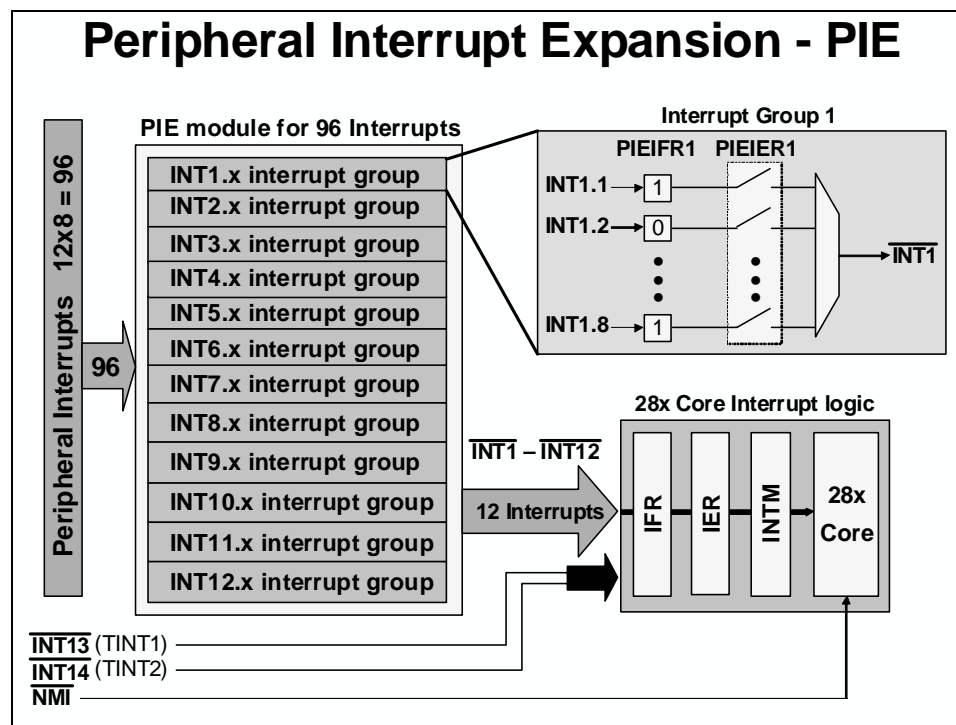 Peripheral Interrupt Expansion - PIE
Peripheral Interrupts 12x8 = 96
96
PIE module for 96 Interrupts
INT1.x interrupt group
INT2.x interrupt group
INT3.x interrupt group
INT4.x interrupt group
INT5.x interrupt group
INT6.x interrupt group
INT7.x interrupt group
INT8.x interrupt group
INT9.x interrupt group
INT10.x interrupt group
INT11.x interrupt group
INT12.x interrupt group
Interrupt Group 1
PIEIFR1 PIEIER1
INT1.1 1
INT1.2 0
INT1
INT1.8 1
28x Core Interrupt logic
INT1 – INT12
12 Interrupts
IFR
IER
INTM
28x
Core
INT13 (TINT1)
INT14 (TINT2)
NMI